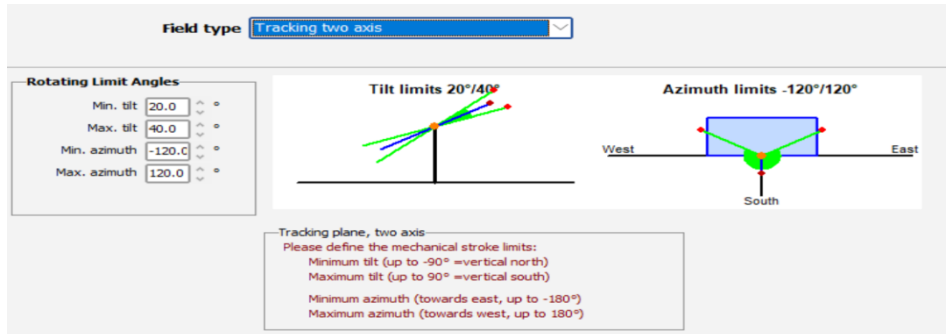 Field type Tracking two axis
Rotating Limit Angles
Min. tilt 20.0 °
Max. tilt 40.0 °
Min. azimuth -120.0 °
Max. azimuth 120.0 °
Tilt limits 20°/40°
Azimuth limits -120°/120°
West
East
South
Tracking plane, two axis
Please define the mechanical stroke limits:
Minimum tilt (up to -90° =vertical north)
Maximum tilt (up to 90° =vertical south)
Minimum azimuth (towards east, up to -180°)
Maximum azimuth (towards west, up to 180°)